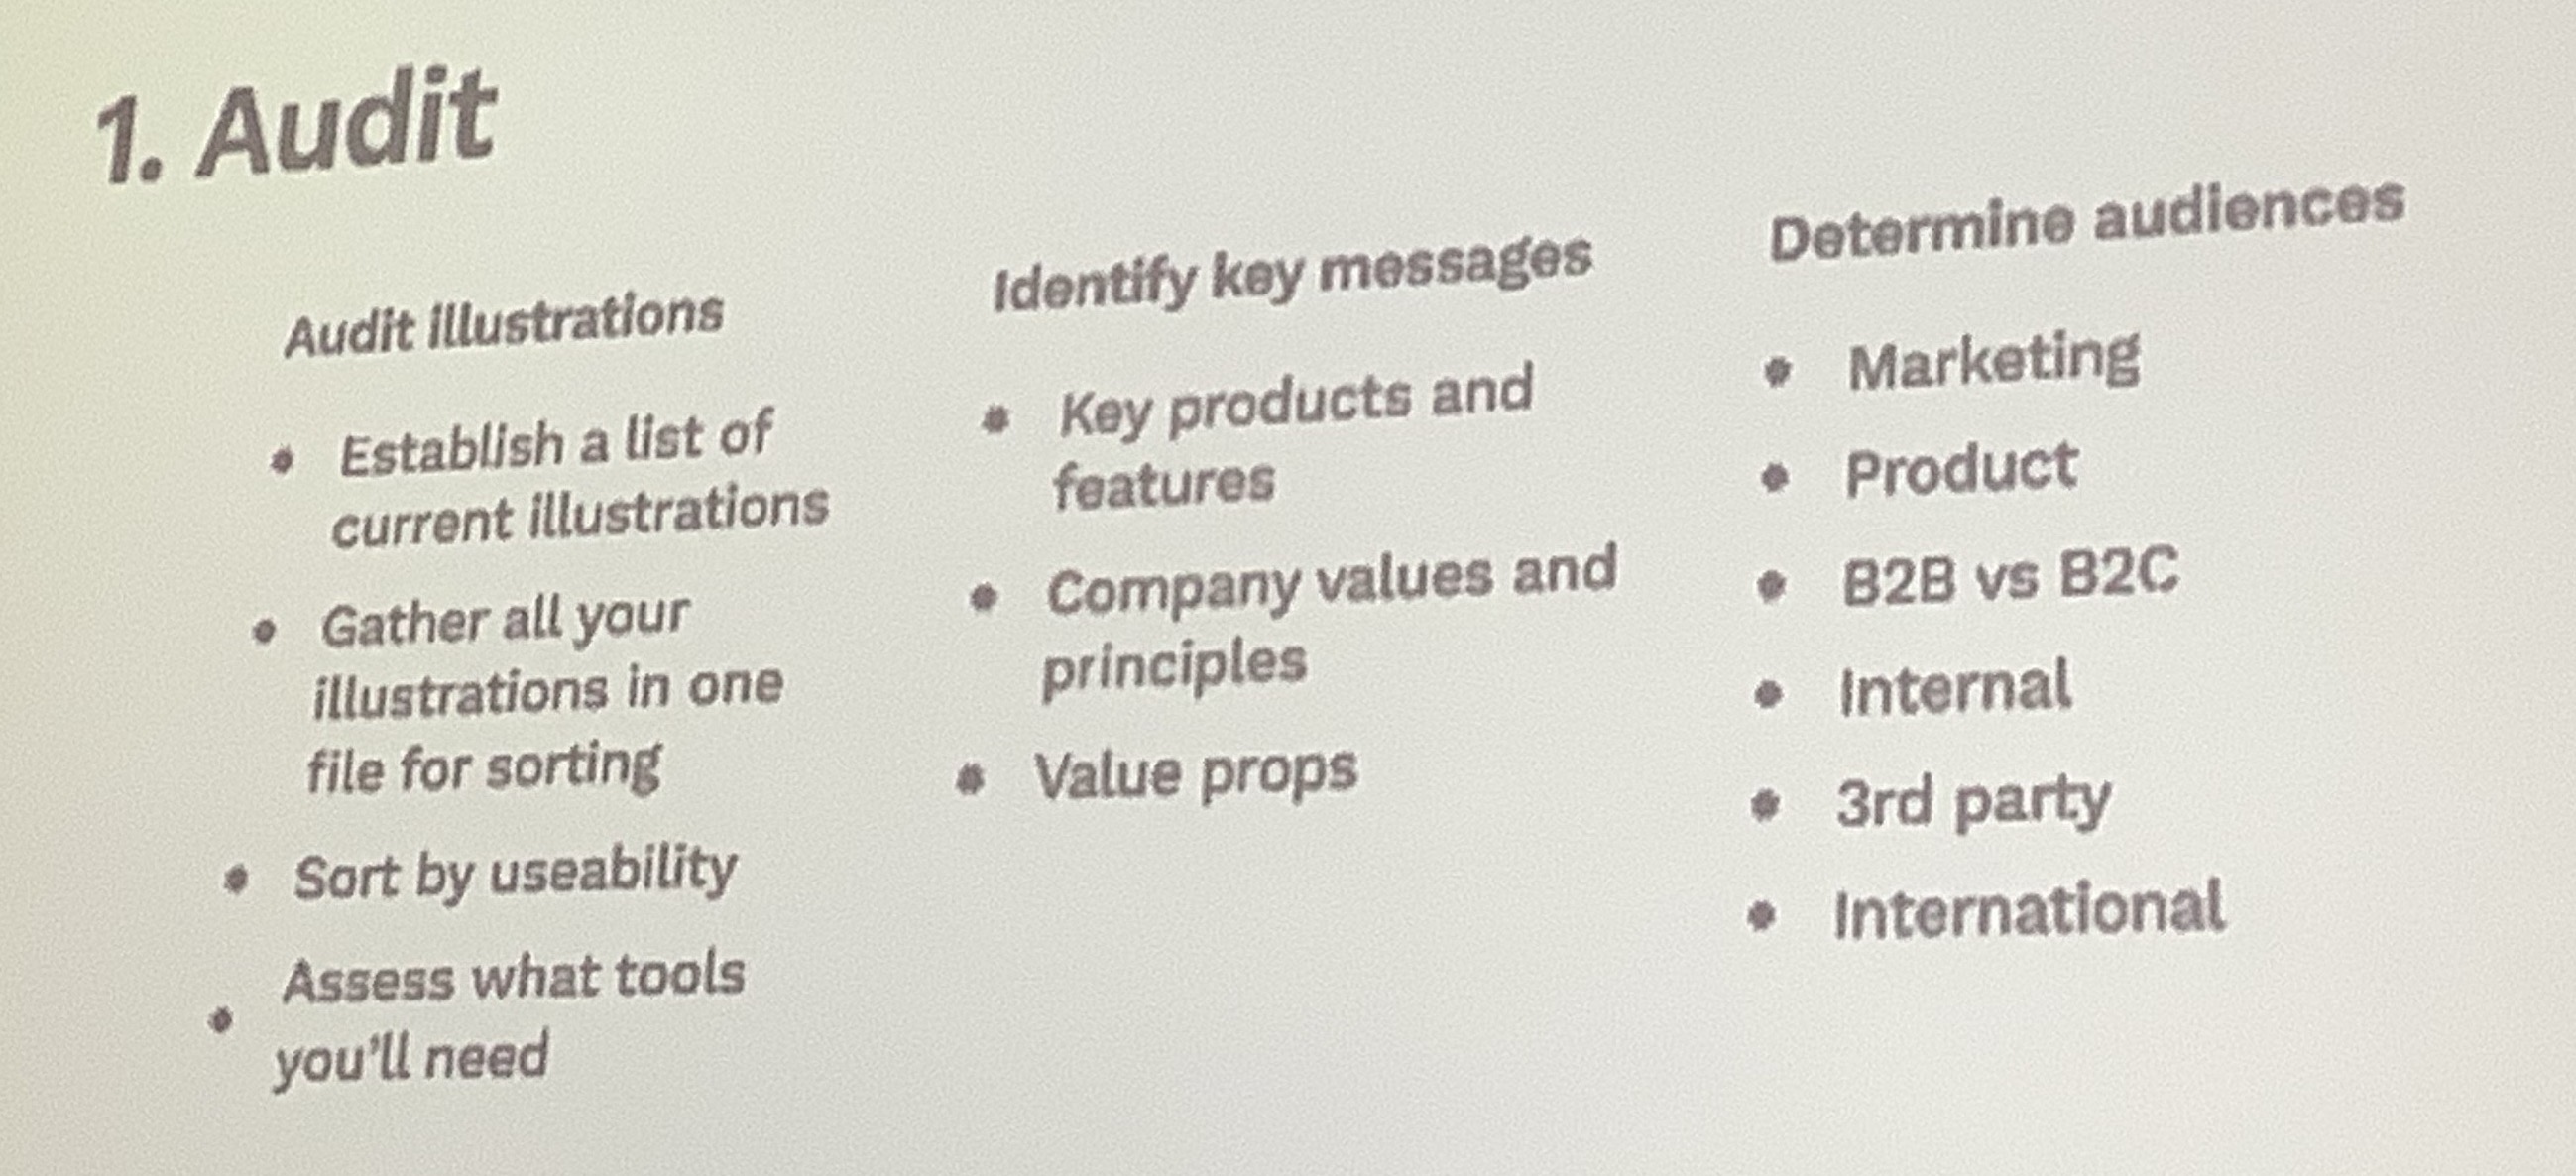 1. Audit
Audit illustrations
• Establish a list of
current illustrations
• Gather all your
illustrations in one
file for sorting
• Sort by useability
• Assess what tools
you'll need
Identify key messages
• Key products and
features
• Company values and
principles
• Value props
Determine audiences
• Marketing
• Product
• B2B vs B2C
• Internal
• 3rd party
• International